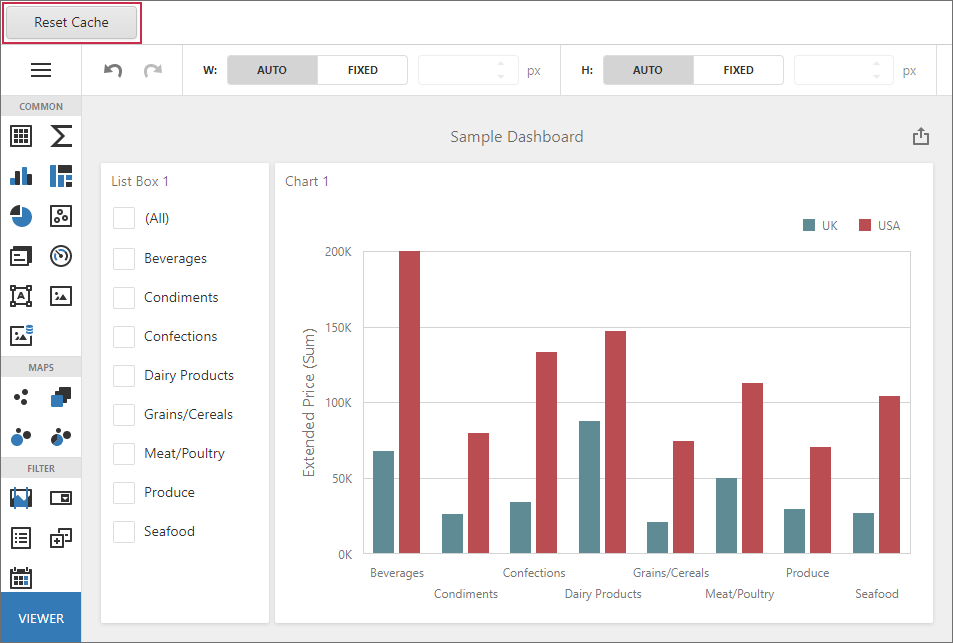 Reset Cache
W: AUTO FIXED px H: AUTO FIXED px
COMMON
A
MAPS
FILTER
VIEWER
Sample Dashboard
List Box 1
(All)
Beverages
Condiments
Confections
Dairy Products
Grains/Cereals
Meat/Poultry
Produce
Seafood
Chart 1
UK USA
Extended Price (Sum)
200K
150K
100K
50K
0K
Beverages Confections Grains/Cereals Produce
Condiments Dairy Products Meat/Poultry Seafood